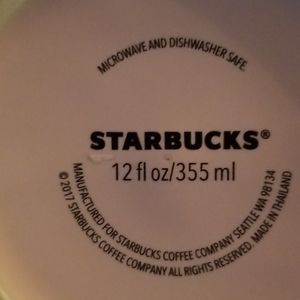 MICROWAVE AND DISHWASHER SAFE.
STARBUCKS®
12 fl oz/355 ml
MANUFACTURED FOR STARBUCKS COFFEE COMPANY SEATTLE WA 98134
© 2017 STARBUCKS COFFEE COMPANY ALL RIGHTS RESERVED. MADE IN THAILAND